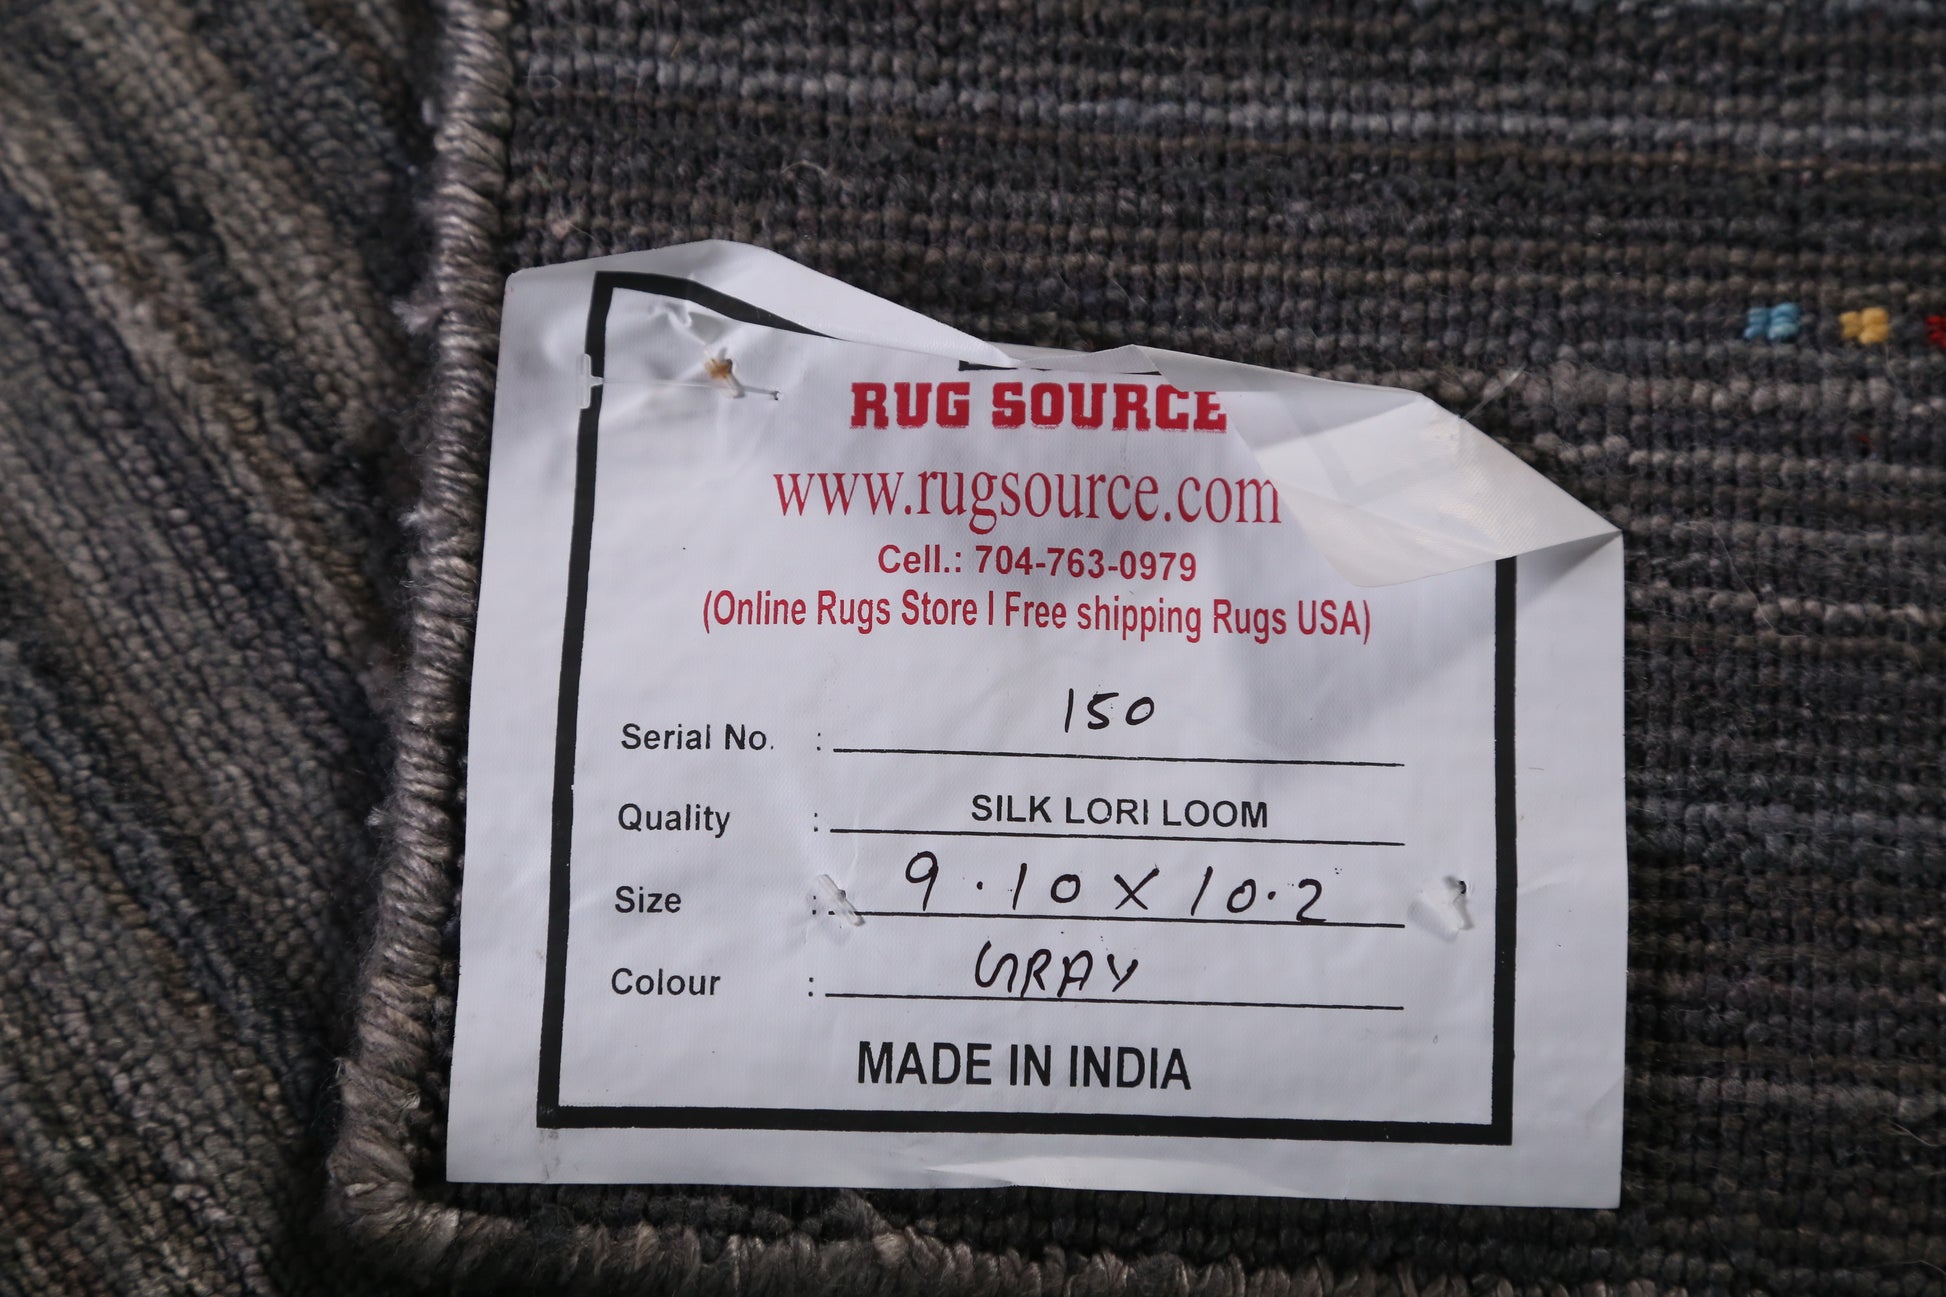 RUG SOURCE
www.rugsource.com
Cell.: 704-763-0979
(Online Rugs Store I Free shipping Rugs USA)
Serial No. : 150
Quality : SILK LORI LOOM
Size : 9.10 X 10.2
Colour : GRAY
MADE IN INDIA